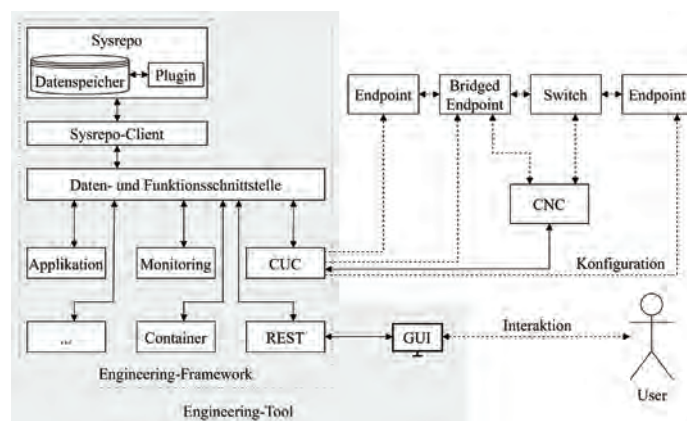 Sysrepo
Datenspeicher
Plugin
Sysrepo-Client
Daten- und Funktionsschnittstelle
Applikation
Monitoring
CUC
...
Container
REST
Engineering-Framework
Engineering-Tool
Endpoint
Bridged
Endpoint
Switch
Endpoint
CNC
Konfiguration
GUI
Interaktion
User